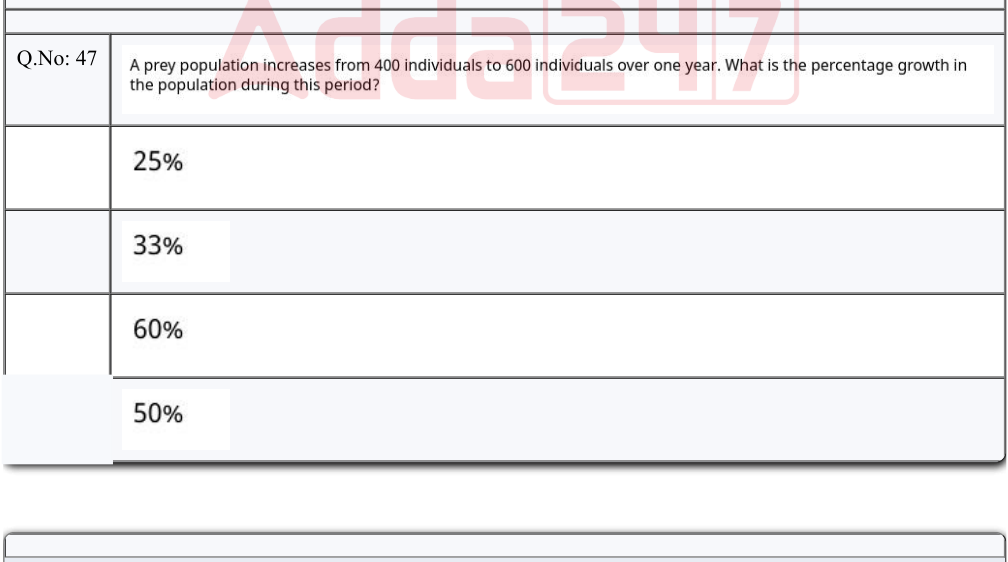 Adda247
Q.No: 47
A prey population increases from 400 individuals to 600 individuals over one year. What is the percentage growth in
the population during this period?
25%
33%
60%
50%